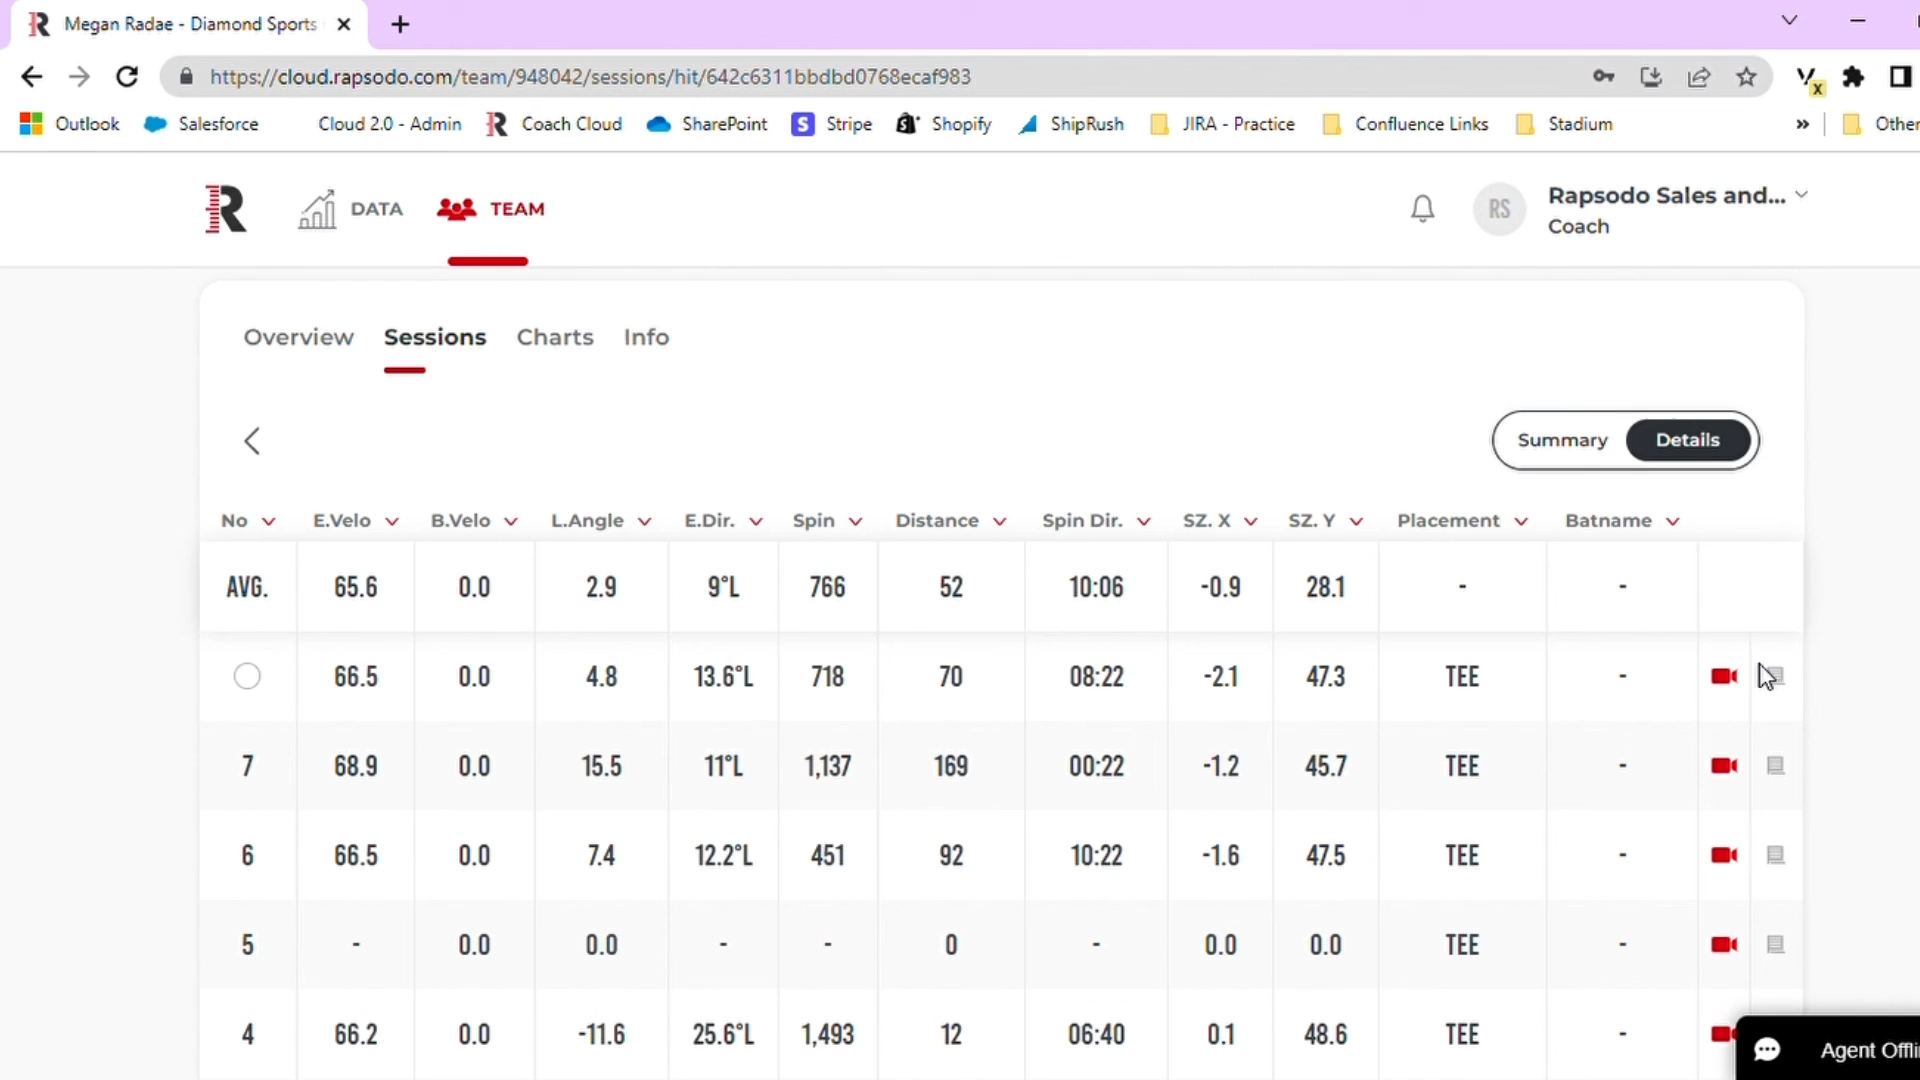 Megan Radae - Diamond Sports
https://cloud.rapsodo.com/team/948042/sessions/hit/642c6311bbdbd0768ecaf983
Outlook Salesforce Cloud 2.0 - Admin Coach Cloud SharePoint Stripe Shopify ShipRush JIRA - Practice Confluence Links Stadium » Other
R DATA TEAM RS Rapsodo Sales and...
Coach
Overview Sessions Charts Info
Summary Details
No E.Velo B.Velo L.Angle E.Dir. Spin Distance Spin Dir. SZ. X SZ. Y Placement Batname
AVG. 65.6 0.0 2.9 9°L 766 52 10:06 -0.9 28.1 - -
66.5 0.0 4.8 13.6°L 718 70 08:22 -2.1 47.3 TEE -
7 68.9 0.0 15.5 11°L 1,137 169 00:22 -1.2 45.7 TEE -
6 66.5 0.0 7.4 12.2°L 451 92 10:22 -1.6 47.5 TEE -
5 - 0.0 0.0 - - 0 - 0.0 0.0 TEE -
4 66.2 0.0 -11.6 25.6°L 1,493 12 06:40 0.1 48.6 TEE -
Agent Offli